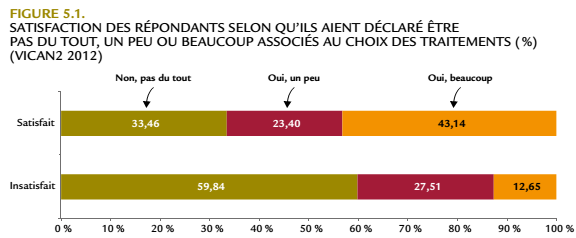 FIGURE 5.1.
SATISFACTION DES RÉPONDANTS SELON QU'ILS AIENT DÉCLARÉ ÊTRE
PAS DU TOUT, UN PEU OU BEAUCOUP ASSOCIÉS AU CHOIX DES TRAITEMENTS (%)
(VICAN2 2012)
Non, pas du tout Oui, un peu Oui, beaucoup
Satisfait 33,46 23,40 43,14
Insatisfait 59,84 27,51 12,65
0 % 10 % 20 % 30 % 40 % 50 % 60 % 70 % 80 % 90 % 100 %